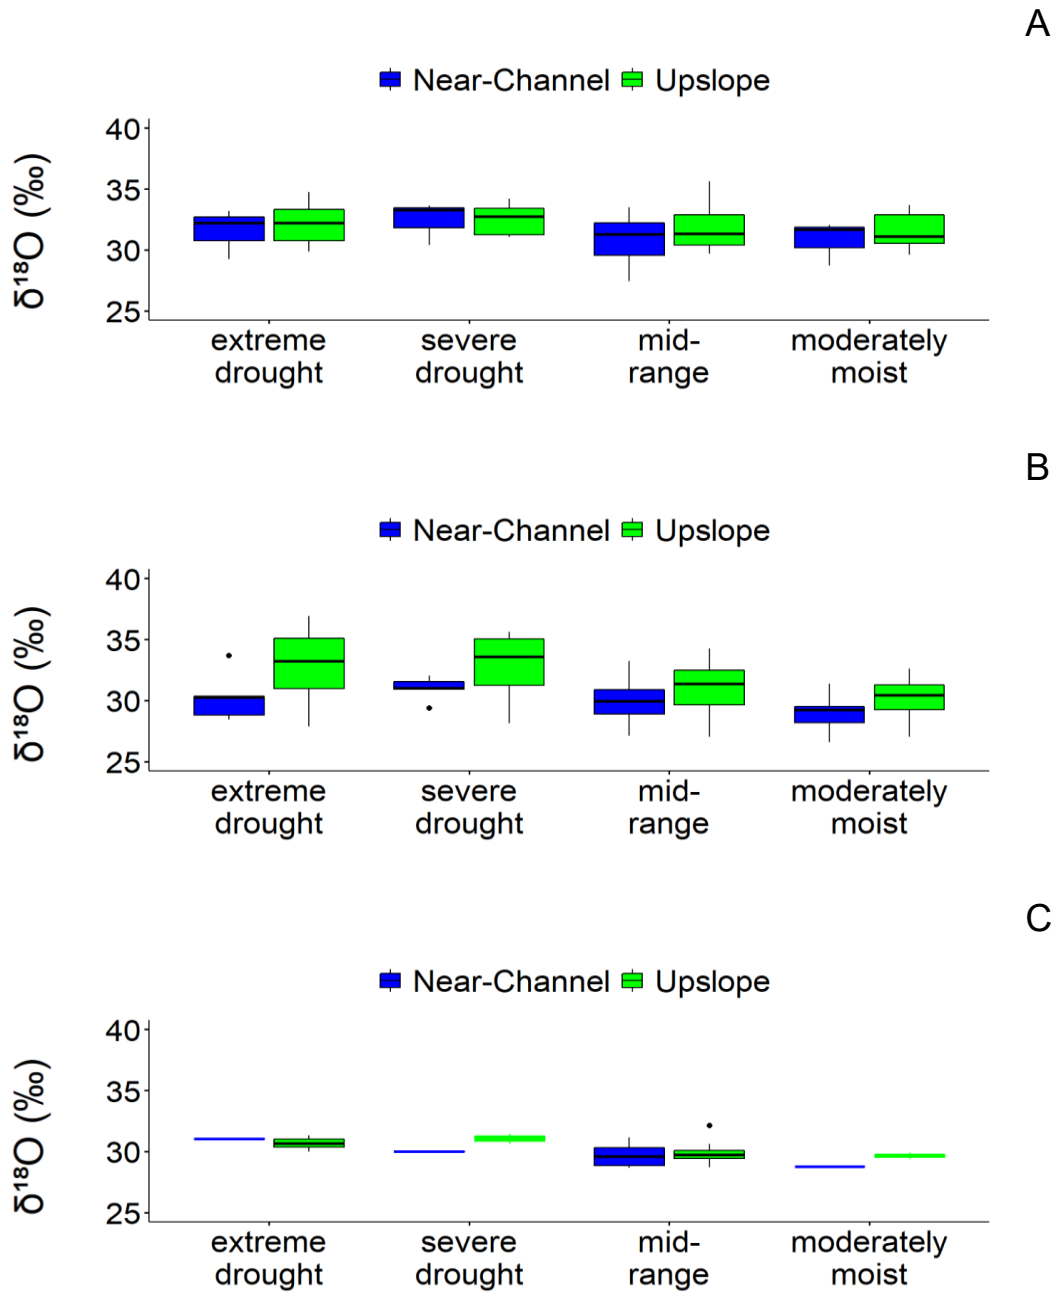 A
Near-Channel Upslope
δ¹⁸O (‰)
40
35
30
25
extreme drought
severe drought
mid-range
moderately moist
B
Near-Channel Upslope
δ¹⁸O (‰)
40
35
30
25
extreme drought
severe drought
mid-range
moderately moist
C
Near-Channel Upslope
δ¹⁸O (‰)
40
35
30
25
extreme drought
severe drought
mid-range
moderately moist